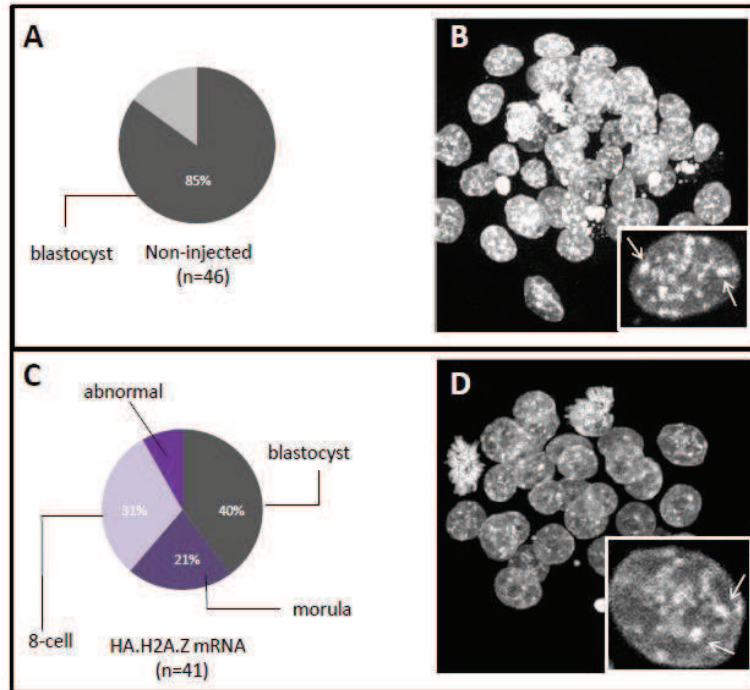 A
85%
blastocyst
Non-injected
(n=46)
B
C
abnormal
blastocyst
31%
40%
21%
8-cell
morula
HA.H2A.Z mRNA
(n=41)
D